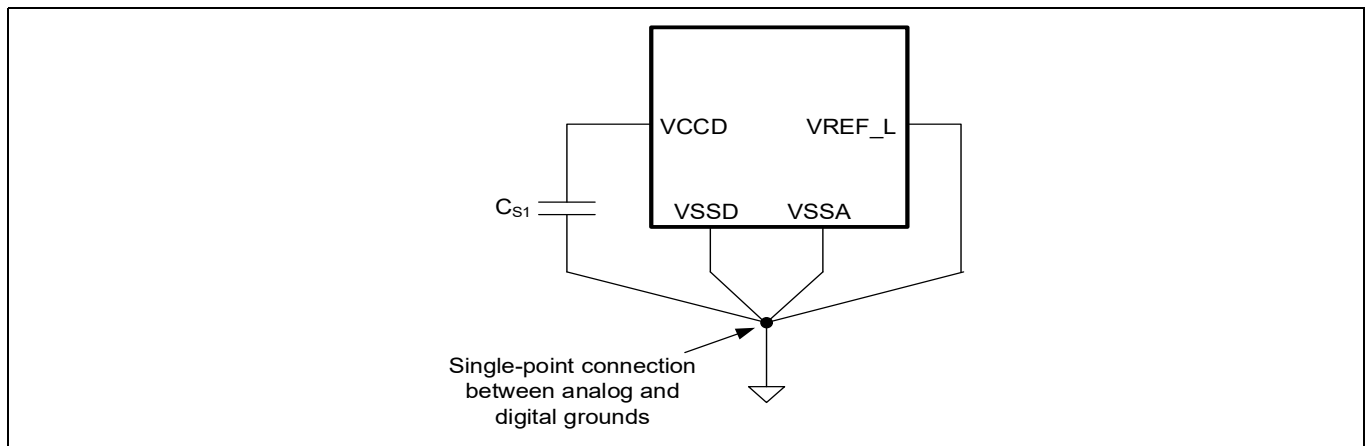 VCCD
VREF_L
CS1
VSSD
VSSA
Single-point connection
between analog and
digital grounds